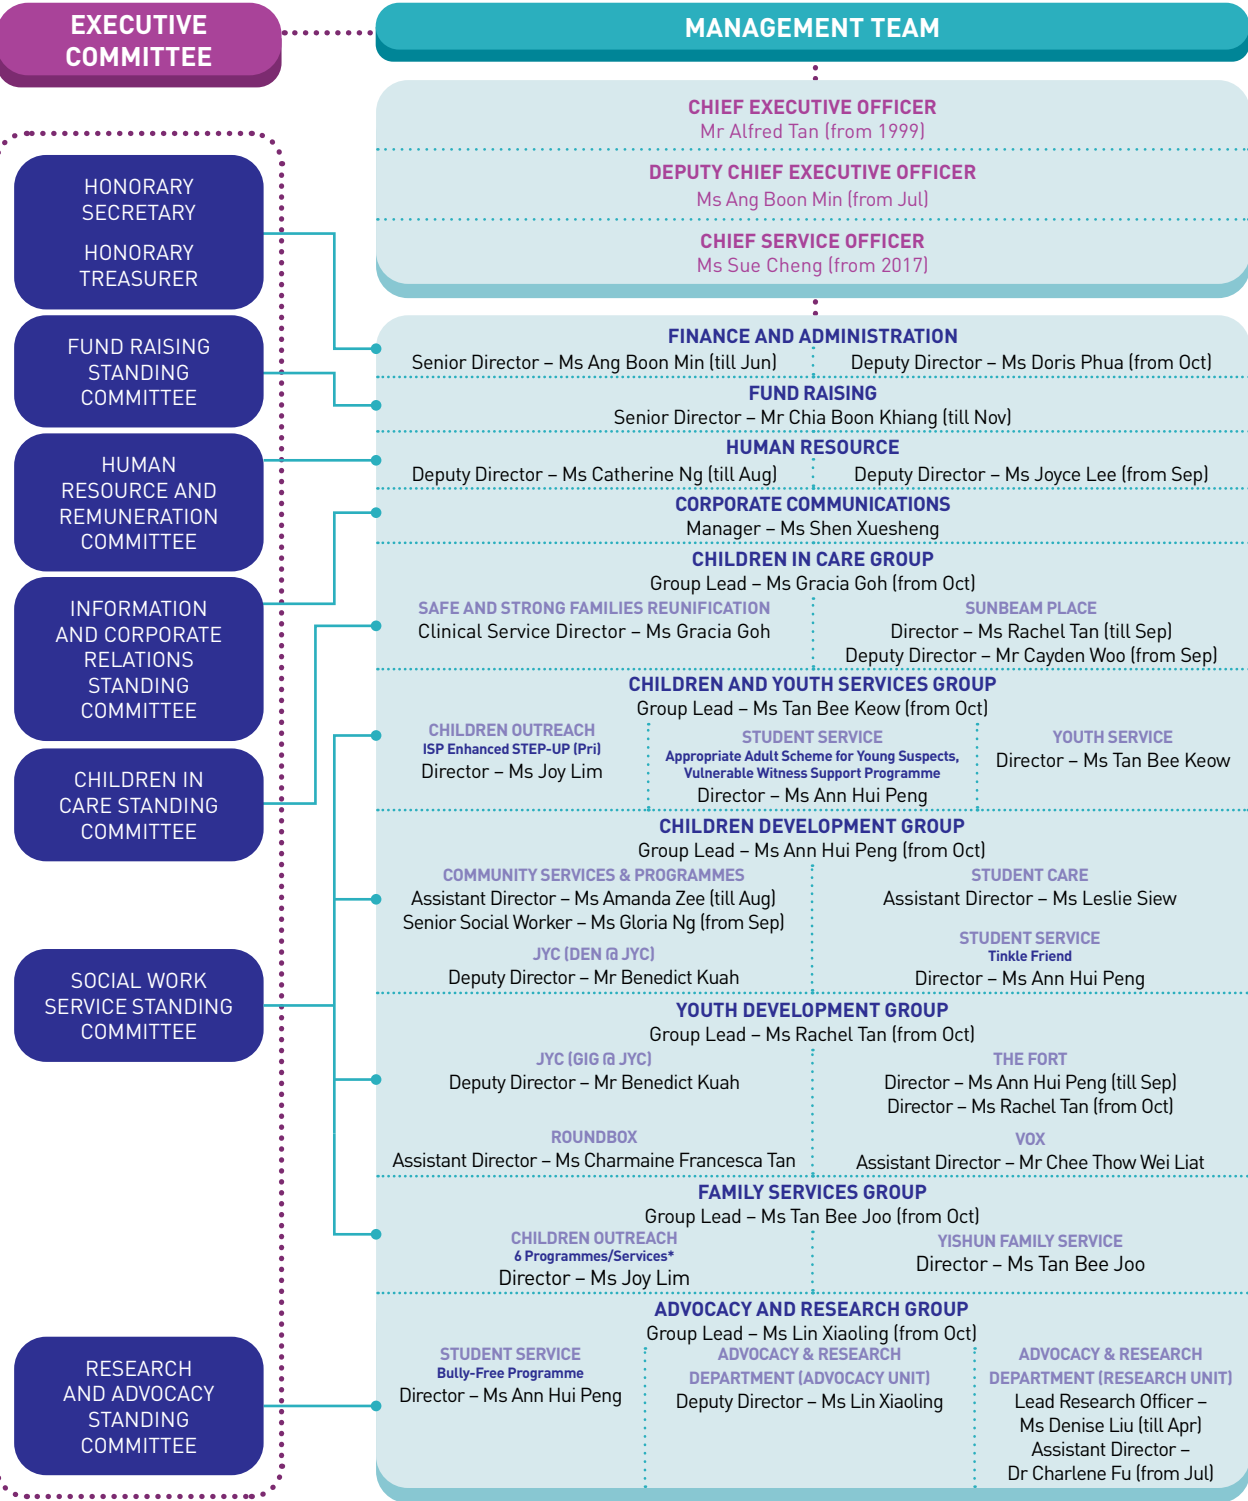 EXECUTIVE
COMMITTEE
MANAGEMENT TEAM
CHIEF EXECUTIVE OFFICER
Mr Alfred Tan (from 1999)
DEPUTY CHIEF EXECUTIVE OFFICER
Ms Ang Boon Min (from Jul)
CHIEF SERVICE OFFICER
Ms Sue Cheng (from 2017)
HONORARY
SECRETARY
HONORARY
TREASURER
FUND RAISING
STANDING
COMMITTEE
HUMAN
RESOURCE AND
REMUNERATION
COMMITTEE
INFORMATION
AND CORPORATE
RELATIONS
STANDING
COMMITTEE
CHILDREN IN
CARE STANDING
COMMITTEE
SOCIAL WORK
SERVICE STANDING
COMMITTEE
RESEARCH
AND ADVOCACY
STANDING
COMMITTEE
FINANCE AND ADMINISTRATION
Senior Director – Ms Ang Boon Min (till Jun)
Deputy Director – Ms Doris Phua (from Oct)
FUND RAISING
Senior Director – Mr Chia Boon Khiang (till Nov)
HUMAN RESOURCE
Deputy Director – Ms Catherine Ng (till Aug)
Deputy Director – Ms Joyce Lee (from Sep)
CORPORATE COMMUNICATIONS
Manager – Ms Shen Xuesheng
CHILDREN IN CARE GROUP
Group Lead – Ms Gracia Goh (from Oct)
SAFE AND STRONG FAMILIES REUNIFICATION
Clinical Service Director – Ms Gracia Goh
SUNBEAM PLACE
Director – Ms Rachel Tan (till Sep)
Deputy Director – Mr Cayden Woo (from Sep)
CHILDREN AND YOUTH SERVICES GROUP
Group Lead – Ms Tan Bee Keow (from Oct)
CHILDREN OUTREACH
ISP Enhanced STEP-UP (Pri)
Director – Ms Joy Lim
STUDENT SERVICE
Appropriate Adult Scheme for Young Suspects,
Vulnerable Witness Support Programme
Director – Ms Ann Hui Peng
YOUTH SERVICE
Director – Ms Tan Bee Keow
CHILDREN DEVELOPMENT GROUP
Group Lead – Ms Ann Hui Peng (from Oct)
COMMUNITY SERVICES & PROGRAMMES
Assistant Director – Ms Amanda Zee (till Aug)
Senior Social Worker – Ms Gloria Ng (from Sep)
STUDENT CARE
Assistant Director – Ms Leslie Siew
JYC (DEN @ JYC)
Deputy Director – Mr Benedict Kuah
STUDENT SERVICE
Tinkle Friend
Director – Ms Ann Hui Peng
YOUTH DEVELOPMENT GROUP
Group Lead – Ms Rachel Tan (from Oct)
JYC (GIG @ JYC)
Deputy Director – Mr Benedict Kuah
THE FORT
Director – Ms Ann Hui Peng (till Sep)
Director – Ms Rachel Tan (from Oct)
ROUNDBOX
Assistant Director – Ms Charmaine Francesca Tan
VOX
Assistant Director – Mr Chee Thow Wei Liat
FAMILY SERVICES GROUP
Group Lead – Ms Tan Bee Joo (from Oct)
CHILDREN OUTREACH
6 Programmes/Services*
Director – Ms Joy Lim
YISHUN FAMILY SERVICE
Director – Ms Tan Bee Joo
ADVOCACY AND RESEARCH GROUP
Group Lead – Ms Lin Xiaoling (from Oct)
STUDENT SERVICE
Bully-Free Programme
Director – Ms Ann Hui Peng
ADVOCACY & RESEARCH
DEPARTMENT (ADVOCACY UNIT)
Deputy Director – Ms Lin Xiaoling
ADVOCACY & RESEARCH
DEPARTMENT (RESEARCH UNIT)
Lead Research Officer –
Ms Denise Liu (till Apr)
Assistant Director –
Dr Charlene Fu (from Jul)